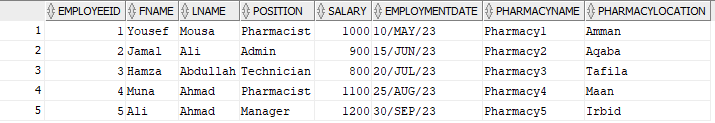 EMPLOYEEID FNAME LNAME POSITION SALARY EMPLOYMENTDATE PHARMACYNAME PHARMACYLOCATION
1 1 Yousef Mousa Pharmacist 1000 10/MAY/23 Pharmacy1 Amman
2 2 Jamal Ali Admin 900 15/JUN/23 Pharmacy2 Aqaba
3 3 Hamza Abdullah Technician 800 20/JUL/23 Pharmacy3 Tafila
4 4 Muna Ahmad Pharmacist 1100 25/AUG/23 Pharmacy4 Maan
5 5 Ali Ahmad Manager 1200 30/SEP/23 Pharmacy5 Irbid